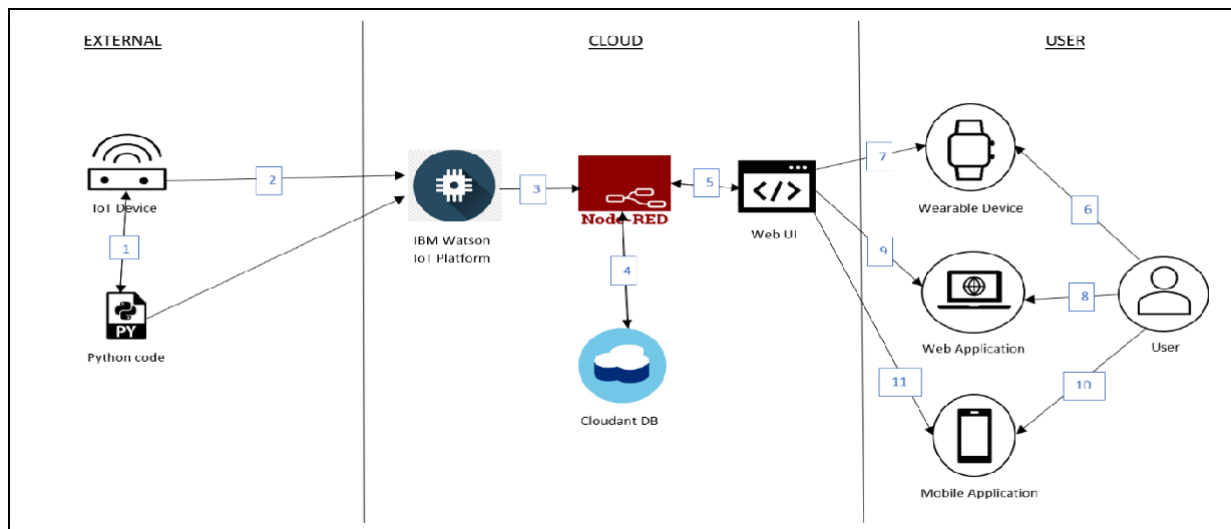 EXTERNAL
CLOUD
USER
IoT Device
1
2
PY
Python code
IBM Watson
IoT Platform
3
Node-RED
4
Cloudant DB
5
</>
Web UI
7
Wearable Device
6
9
Web Application
8
User
11
10
Mobile Application